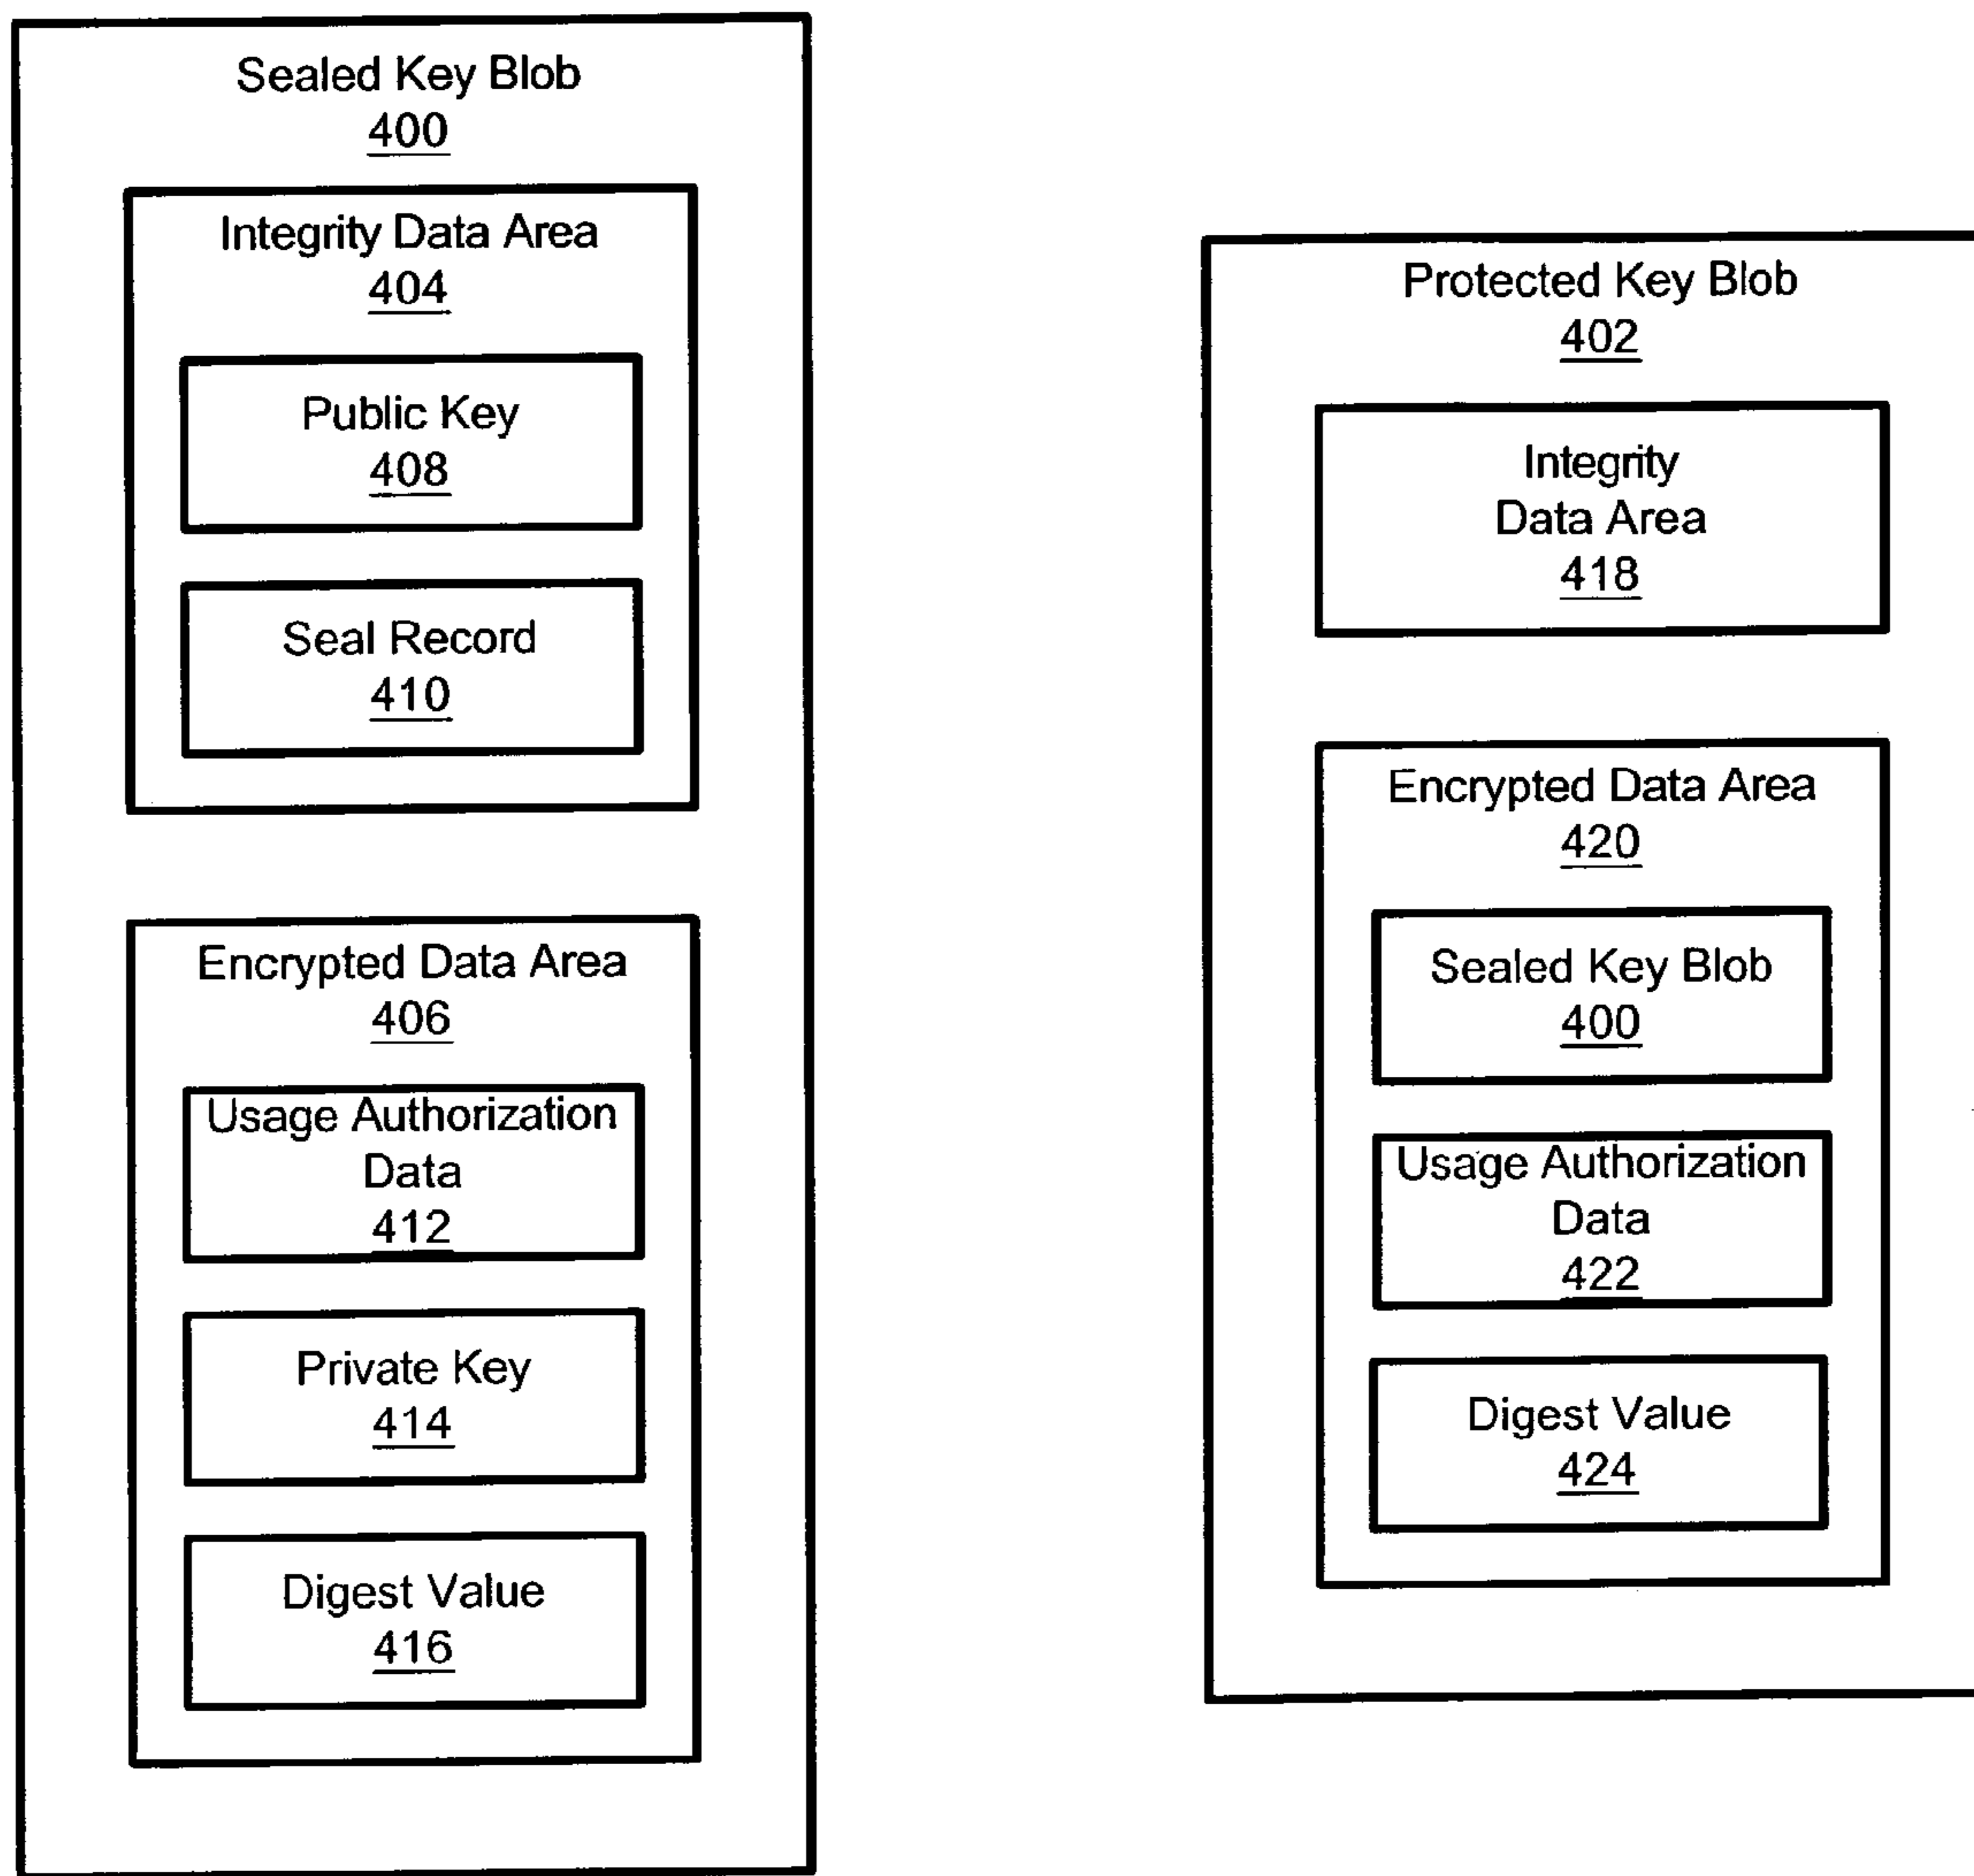 Sealed Key Blob
400
Integrity Data Area
404
Public Key
408
Seal Record
410
Encrypted Data Area
406
Usage Authorization
Data
412
Private Key
414
Digest Value
416
Protected Key Blob
402
Integrity
Data Area
418
Encrypted Data Area
420
Sealed Key Blob
400
Usage Authorization
Data
422
Digest Value
424